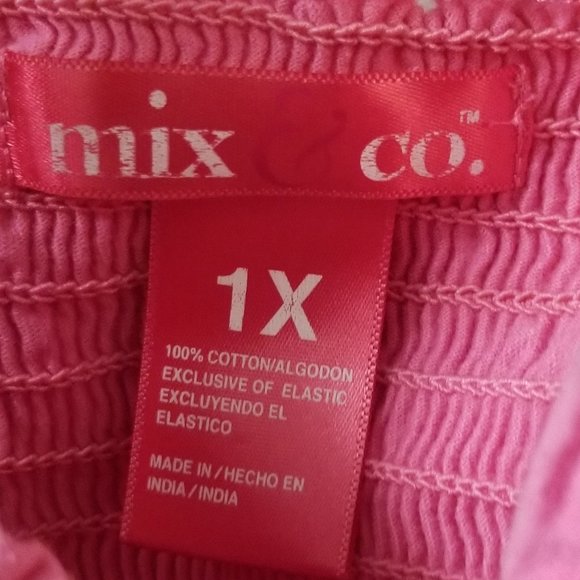 mix & co.™
1X
100% COTTON/ALGODON
EXCLUSIVE OF ELASTIC
EXCLUYENDO EL
ELASTICO
MADE IN/HECHO EN
INDIA/INDIA